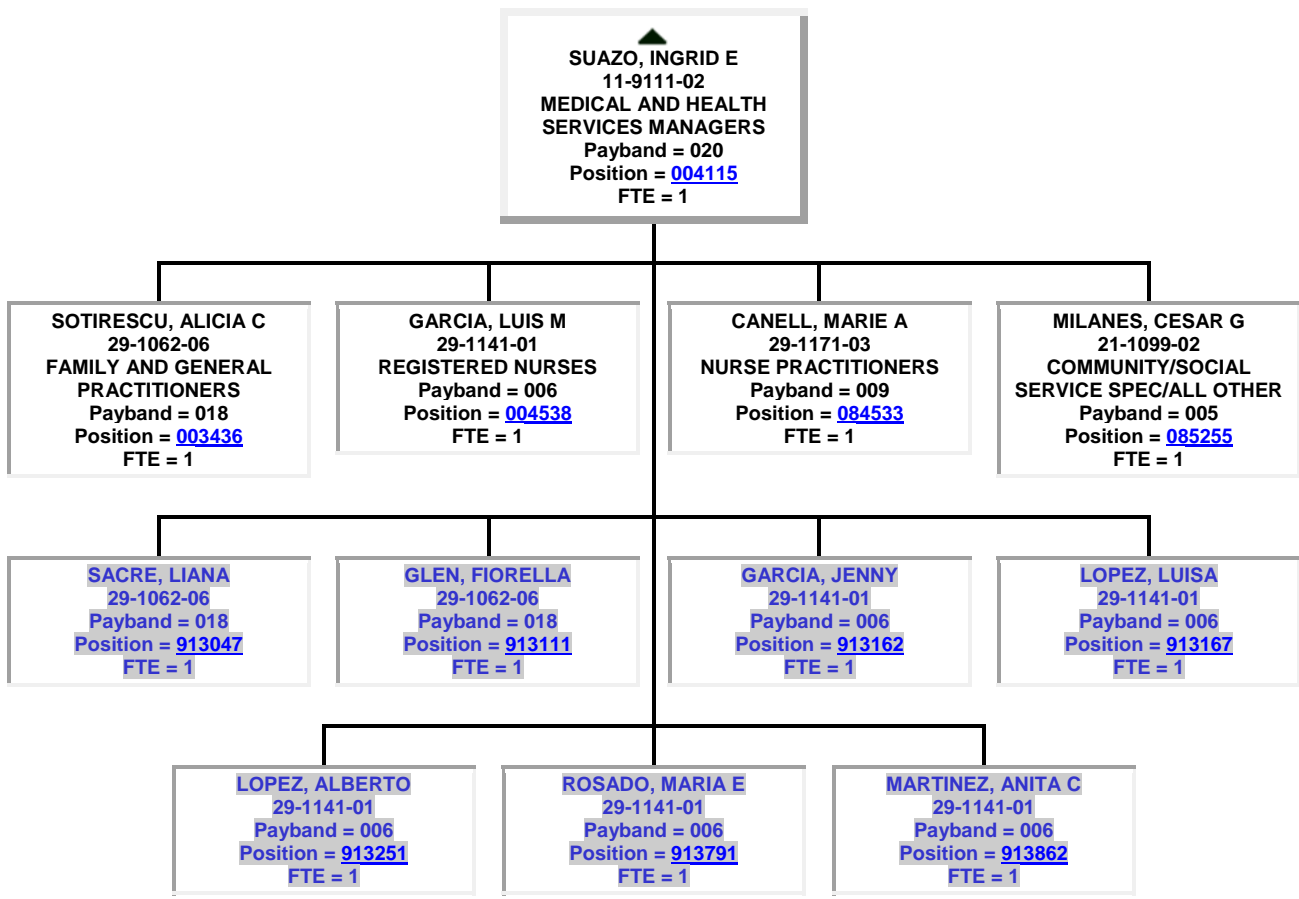 SUAZO, INGRID E
11-9111-02
MEDICAL AND HEALTH
SERVICES MANAGERS
Payband = 020
Position = 004115
FTE = 1
SOTIRESCU, ALICIA C
29-1062-06
FAMILY AND GENERAL
PRACTITIONERS
Payband = 018
Position = 003436
FTE = 1
GARCIA, LUIS M
29-1141-01
REGISTERED NURSES
Payband = 006
Position = 004538
FTE = 1
CANELL, MARIE A
29-1171-03
NURSE PRACTITIONERS
Payband = 009
Position = 084533
FTE = 1
MILANES, CESAR G
21-1099-02
COMMUNITY/SOCIAL
SERVICE SPEC/ALL OTHER
Payband = 005
Position = 085255
FTE = 1
SACRE, LIANA
29-1062-06
Payband = 018
Position = 913047
FTE = 1
GLEN, FIORELLA
29-1062-06
Payband = 018
Position = 913111
FTE = 1
GARCIA, JENNY
29-1141-01
Payband = 006
Position = 913162
FTE = 1
LOPEZ, LUISA
29-1141-01
Payband = 006
Position = 913167
FTE = 1
LOPEZ, ALBERTO
29-1141-01
Payband = 006
Position = 913251
FTE = 1
ROSADO, MARIA E
29-1141-01
Payband = 006
Position = 913791
FTE = 1
MARTINEZ, ANITA C
29-1141-01
Payband = 006
Position = 913862
FTE = 1